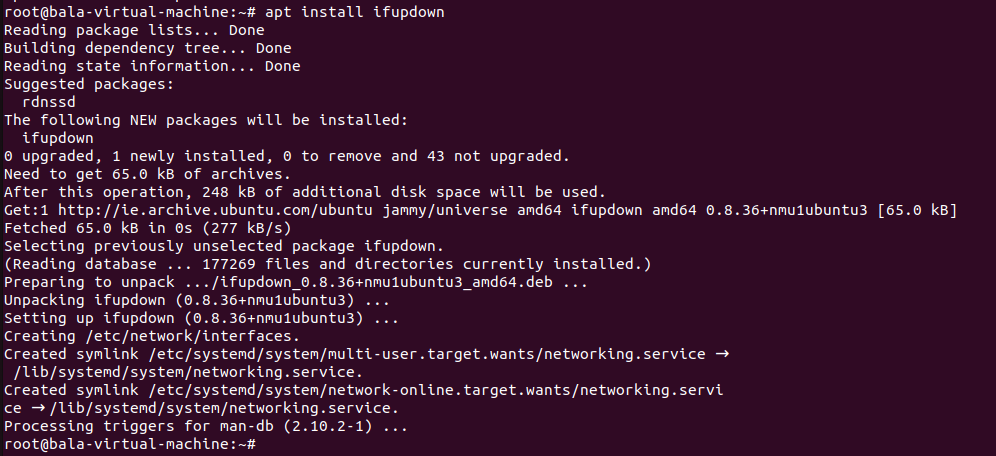 root@bala-virtual-machine:~# apt install ifupdown
Reading package lists... Done
Building dependency tree... Done
Reading state information... Done
Suggested packages:
  rdnssd
The following NEW packages will be installed:
  ifupdown
0 upgraded, 1 newly installed, 0 to remove and 43 not upgraded.
Need to get 65.0 kB of archives.
After this operation, 248 kB of additional disk space will be used.
Get:1 http://ie.archive.ubuntu.com/ubuntu jammy/universe amd64 ifupdown amd64 0.8.36+nmu1ubuntu3 [65.0 kB]
Fetched 65.0 kB in 0s (277 kB/s)
Selecting previously unselected package ifupdown.
(Reading database ... 177269 files and directories currently installed.)
Preparing to unpack .../ifupdown_0.8.36+nmu1ubuntu3_amd64.deb ...
Unpacking ifupdown (0.8.36+nmu1ubuntu3) ...
Setting up ifupdown (0.8.36+nmu1ubuntu3) ...
Creating /etc/network/interfaces.
Created symlink /etc/systemd/system/multi-user.target.wants/networking.service →
 /lib/systemd/system/networking.service.
Created symlink /etc/systemd/system/network-online.target.wants/networking.servi
ce → /lib/systemd/system/networking.service.
Processing triggers for man-db (2.10.2-1) ...
root@bala-virtual-machine:~#